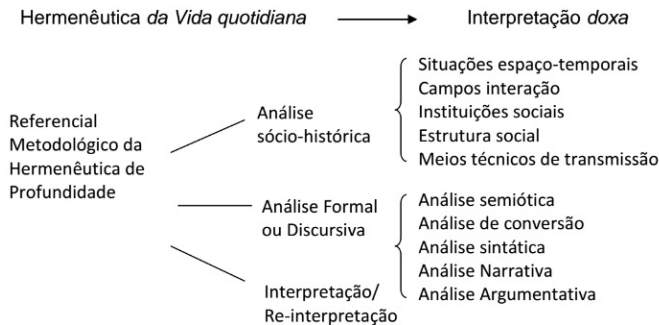 Hermenêutica da Vida quotidiana
Interpretação doxa
Referencial
Metodológico da
Hermenêutica de
Profundidade
Análise
sócio-histórica
Situações espaço-temporais
Campos interação
Instituições sociais
Estrutura social
Meios técnicos de transmissão
Análise Formal
ou Discursiva
Análise semiótica
Análise de conversão
Análise sintática
Análise Narrativa
Análise Argumentativa
Interpretação/
Re-interpretação